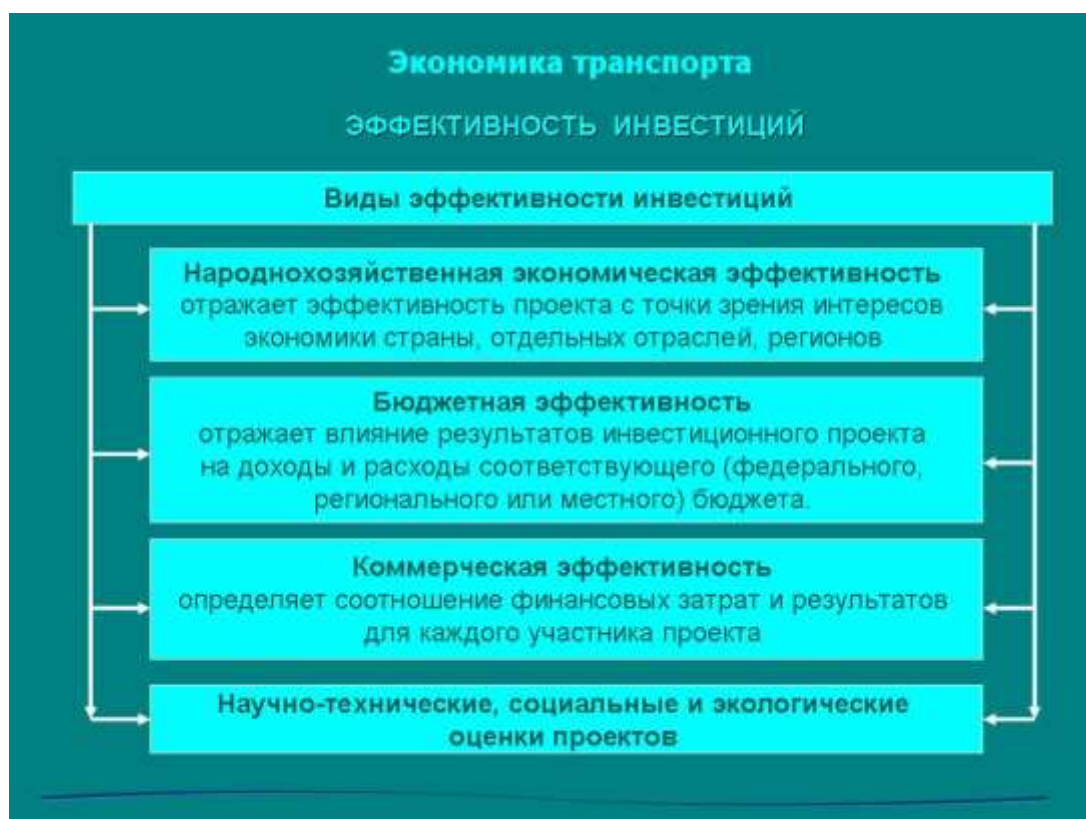 Экономика транспорта
ЭФФЕКТИВНОСТЬ ИНВЕСТИЦИЙ
Виды эффективности инвестиций
Народнохозяйственная экономическая эффективность
отражает эффективность проекта с точки зрения интересов
экономики страны, отдельных отраслей, регионов
Бюджетная эффективность
отражает влияние результатов инвестиционного проекта
на доходы и расходы соответствующего (федерального,
регионального или местного) бюджета.
Коммерческая эффективность
определяет соотношение финансовых затрат и результатов
для каждого участника проекта
Научно-технические, социальные и экологические
оценки проектов